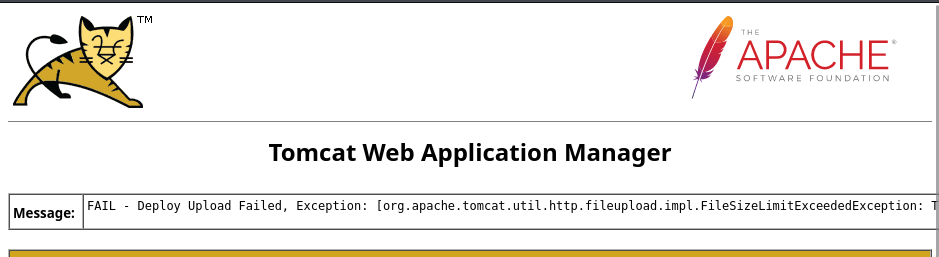 TM
THE
APACHE®
SOFTWARE FOUNDATION
Tomcat Web Application Manager
Message: FAIL - Deploy Upload Failed, Exception: [org.apache.tomcat.util.http.fileupload.impl.FileSizeLimitExceededException: T